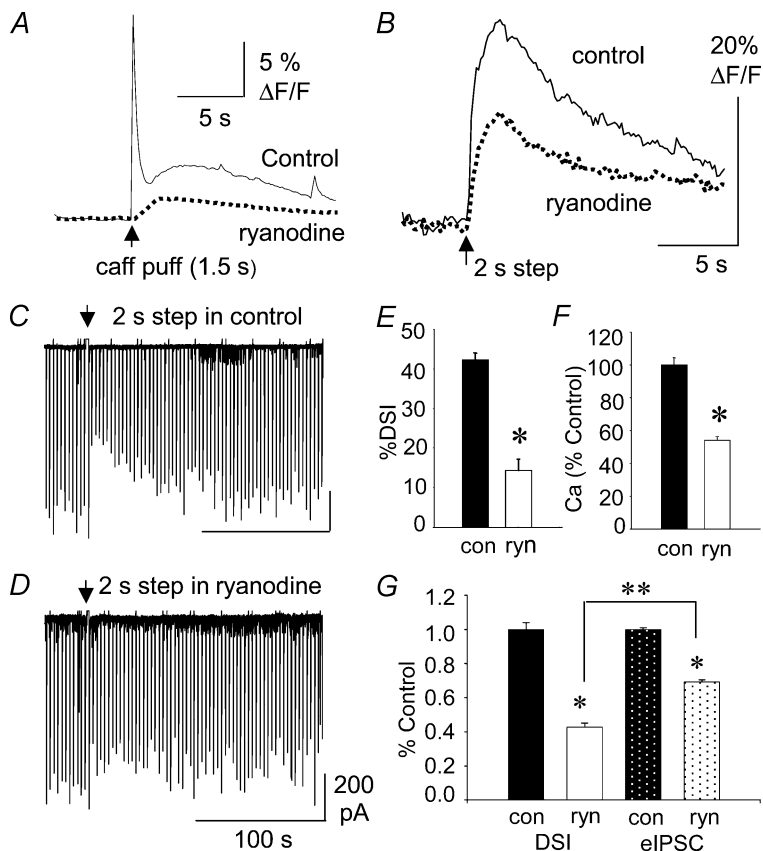 A
5 %
ΔF/F
5 s
Control
ryanodine
caff puff (1.5 s)
B
20%
ΔF/F
control
ryanodine
2 s step
5 s
C
2 s step in control
D
2 s step in ryanodine
200
pA
100 s
E
50
40
30
20
10
0
%DSI
*
con ryn
F
120
100
80
60
40
20
0
Ca (% Control)
*
con ryn
G
1.2
1.0
0.8
0.6
0.4
0.2
0.0
% Control
**
*
*
con ryn con ryn
DSI eIPSC